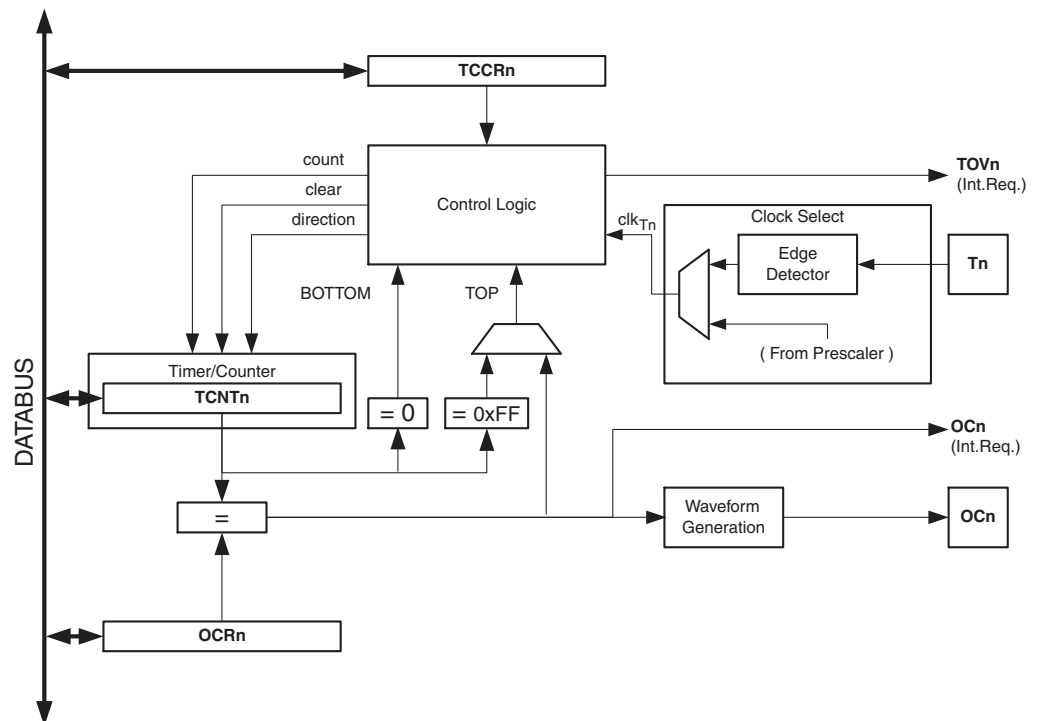 TCCRn
count
clear
direction
Control Logic
TOVn
(Int.Req.)
clkTn
Clock Select
Edge
Detector
Tn
( From Prescaler )
BOTTOM
TOP
DATABUS
Timer/Counter
TCNTn
= 0
= 0xFF
OCn
(Int.Req.)
=
Waveform
Generation
OCn
OCRn